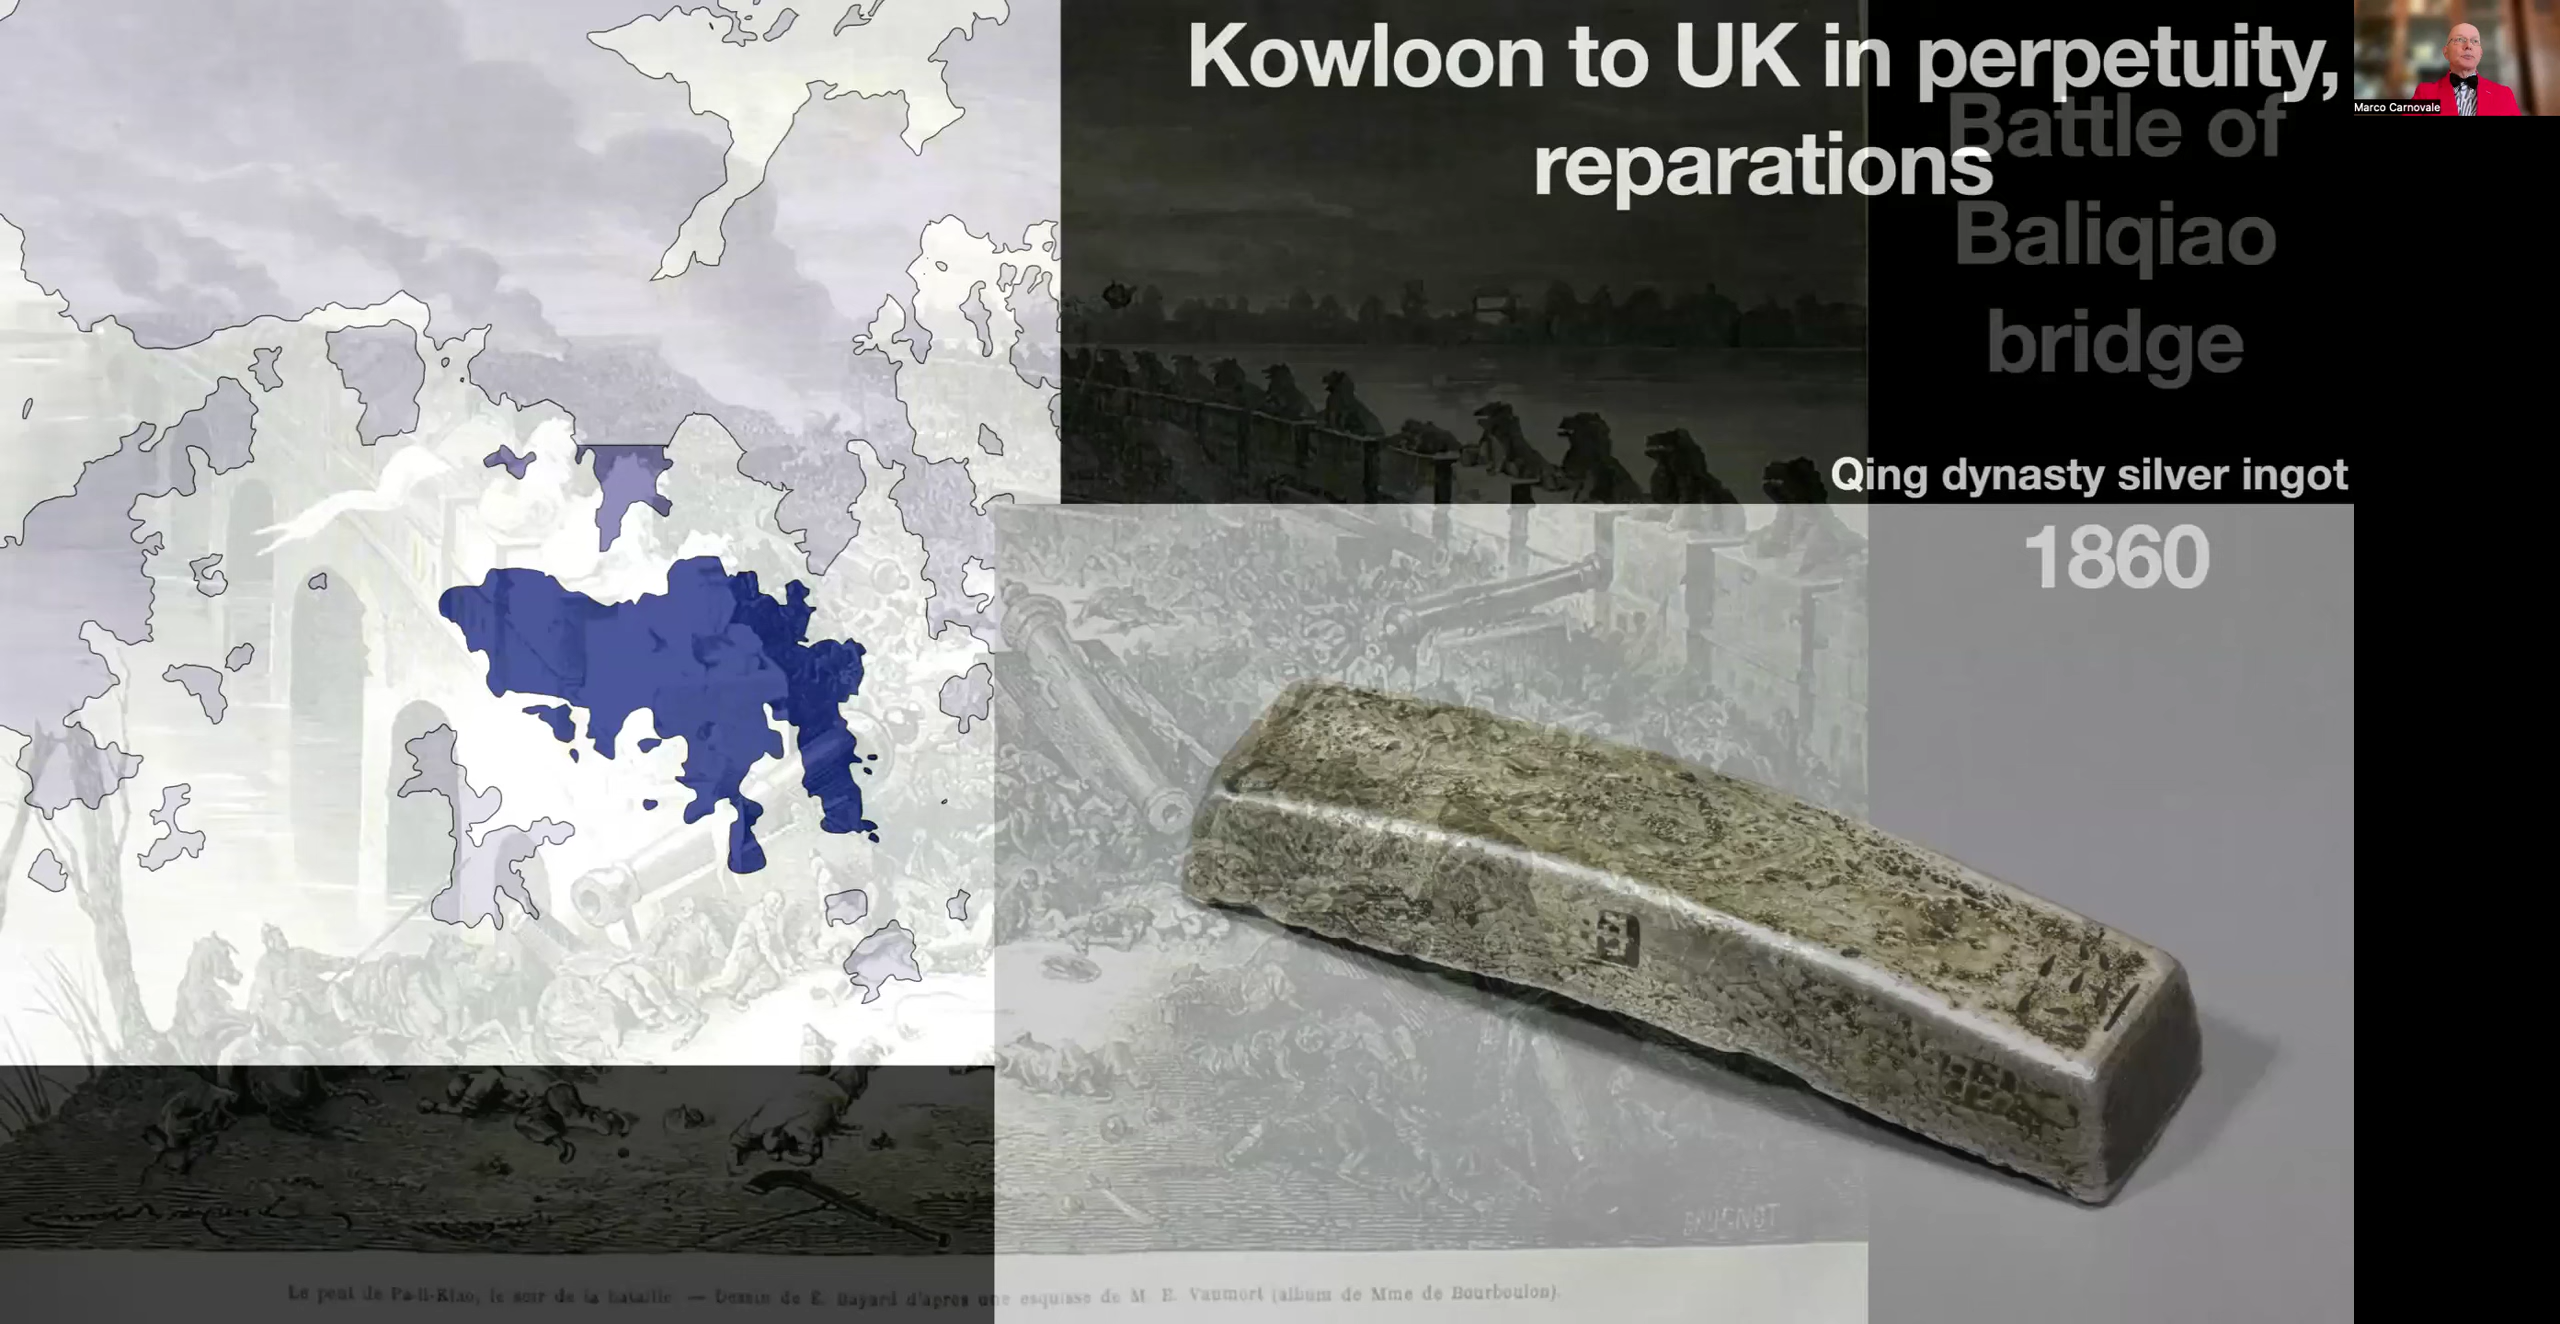 Kowloon to UK in perpetuity,
reparations
Marco Carnovale
Battle of
Baliqiao
bridge
Qing dynasty silver ingot
1860
Le pont de Pa-li-Kiao, le soir de la bataille. — Dessin de E. Bayard d'après une esquisse de M. E. Vaumort (album de Mme de Bourboulon).